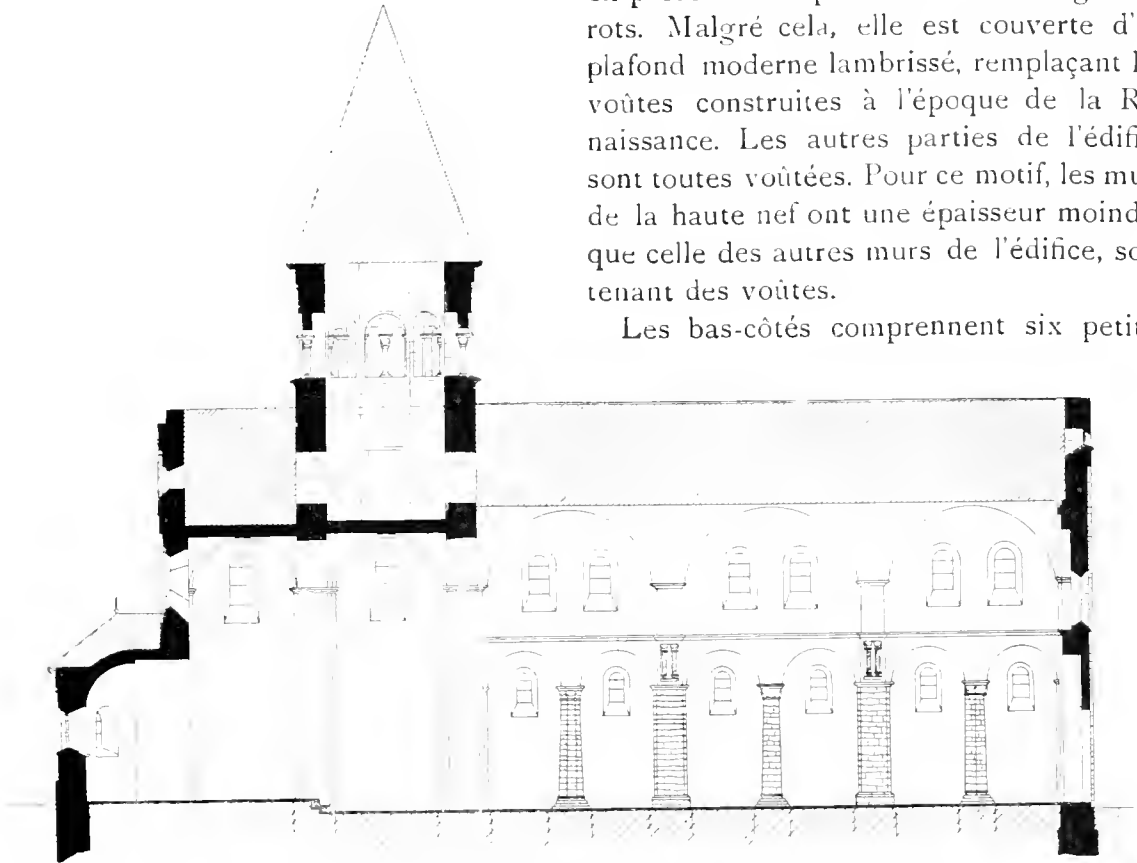 rots. Malgré cela, elle est couverte d'
plafond moderne lambrissé, remplaçant
voûtes construites à l'époque de la R
naissance. Les autres parties de l'édifi
sont toutes voûtées. Pour ce motif, les mu
de la haute nef ont une épaisseur moind
que celle des autres murs de l'édifice, so
tenant des voûtes.
Les bas-côtés comprennent six petit